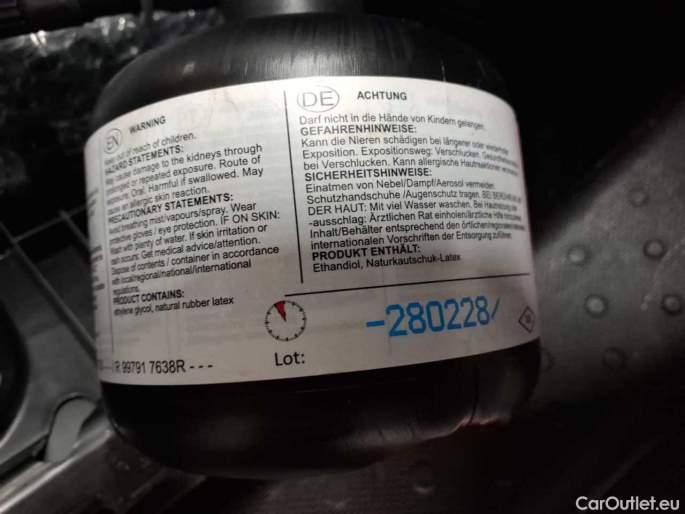 EN WARNING
Keep out of reach of children.
HAZARD STATEMENTS:
May cause damage to the kidneys through
prolonged or repeated exposure. Route of
exposure: Oral. Harmful if swallowed. May
cause an allergic skin reaction.
PRECAUTIONARY STATEMENTS:
Avoid breathing mist/vapours/spray. Wear
protective gloves / eye protection. IF ON SKIN:
Wash with plenty of water. If skin irritation or
rash occurs: Get medical advice/attention.
Dispose of contents / container in accordance
with local/regional/national/international
regulations.
PRODUCT CONTAINS:
ethylene glycol, natural rubber latex
R 99791 7638R - - -
DE ACHTUNG
Darf nicht in die Hände von Kindern gelangen.
GEFAHRENHINWEISE:
Kann die Nieren schädigen bei längerer oder wiederholter
Exposition. Expositionsweg: Verschlucken. Gesundheitsschädlich
bei Verschlucken. Kann allergische Hautreaktionen
SICHERHEITSHINWEISE:
Einatmen von Nebel/Dampf/Aerosol vermeiden.
Schutzhandschuhe /Augenschutz tragen. BEI BERÜHRUNG MIT
DER HAUT: Mit viel Wasser waschen. Bei Hautreizung oder
-ausschlag: Ärztlichen Rat einholen/ärztliche Hilfe
Inhalt/Behälter entsprechend den örtlichen/regionalen/
internationalen Vorschriften der Entsorgung zuführen.
PRODUKT ENTHÄLT:
Ethandiol, Naturkautschuk-Latex
-280228/
Lot:
CarOutlet.eu